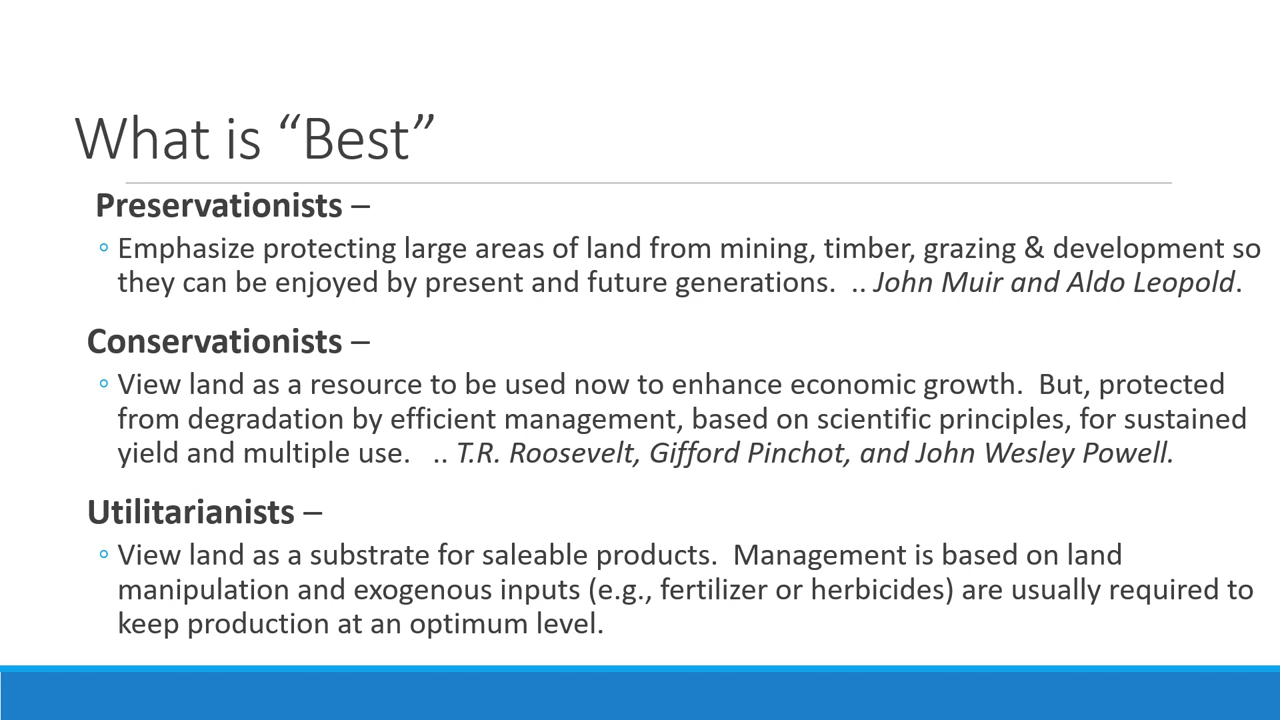 What is “Best”
Preservationists –
◦ Emphasize protecting large areas of land from mining, timber, grazing & development so
they can be enjoyed by present and future generations.  .. John Muir and Aldo Leopold.
Conservationists –
◦ View land as a resource to be used now to enhance economic growth.  But, protected
from degradation by efficient management, based on scientific principles, for sustained
yield and multiple use.   .. T.R. Roosevelt, Gifford Pinchot, and John Wesley Powell.
Utilitarianists –
◦ View land as a substrate for saleable products.  Management is based on land
manipulation and exogenous inputs (e.g., fertilizer or herbicides) are usually required to
keep production at an optimum level.